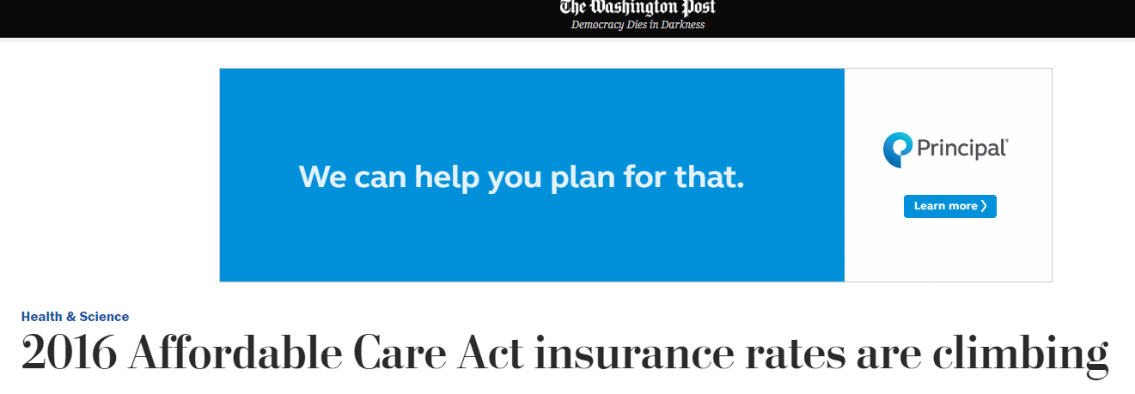 The Washington Post
Democracy Dies in Darkness
We can help you plan for that.
Principal®
Learn more ❯
Health & Science
2016 Affordable Care Act insurance rates are climbing